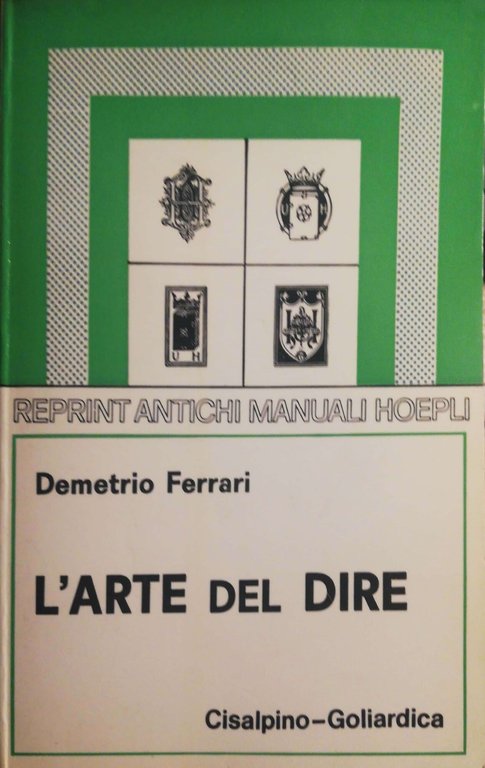 U H
REPRINT ANTICHI MANUALI HOEPLI
Demetrio Ferrari
L'ARTE DEL DIRE
Cisalpino–Goliardica